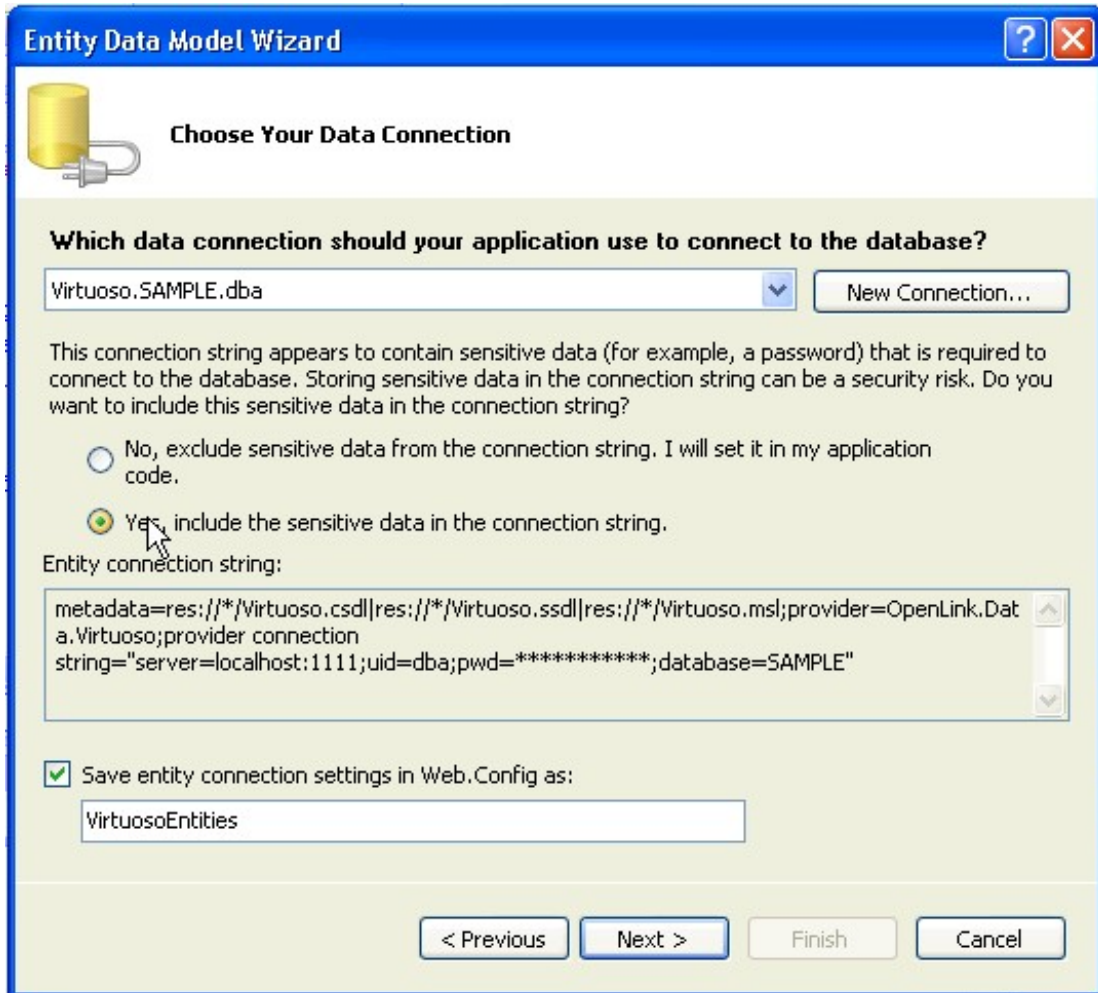 Entity Data Model Wizard
Choose Your Data Connection
Which data connection should your application use to connect to the database?
Virtuoso.SAMPLE.dba
New Connection...
This connection string appears to contain sensitive data (for example, a password) that is required to
connect to the database. Storing sensitive data in the connection string can be a security risk. Do you
want to include this sensitive data in the connection string?
No, exclude sensitive data from the connection string. I will set it in my application
code.
Yes, include the sensitive data in the connection string.
Entity connection string:
metadata=res://*/Virtuoso.csdl|res://*/Virtuoso.ssdl|res://*/Virtuoso.msl;provider=OpenLink.Dat
a.Virtuoso;provider connection
string="server=localhost:1111;uid=dba;pwd=***********;database=SAMPLE"
Save entity connection settings in Web.Config as:
VirtuosoEntities
< Previous
Next >
Finish
Cancel